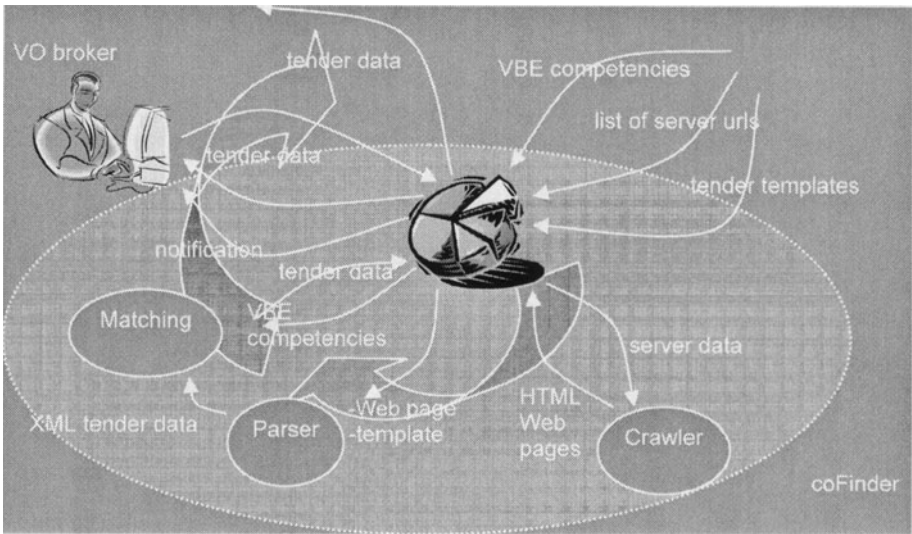 VO broker
tender data
VBE competencies
list of server urls
tender data
tender templates
notification
tender data
Matching
VBE
competencies
server data
XML tender data
Parser
-Web page
-template
HTML
Web
pages
Crawler
coFinder